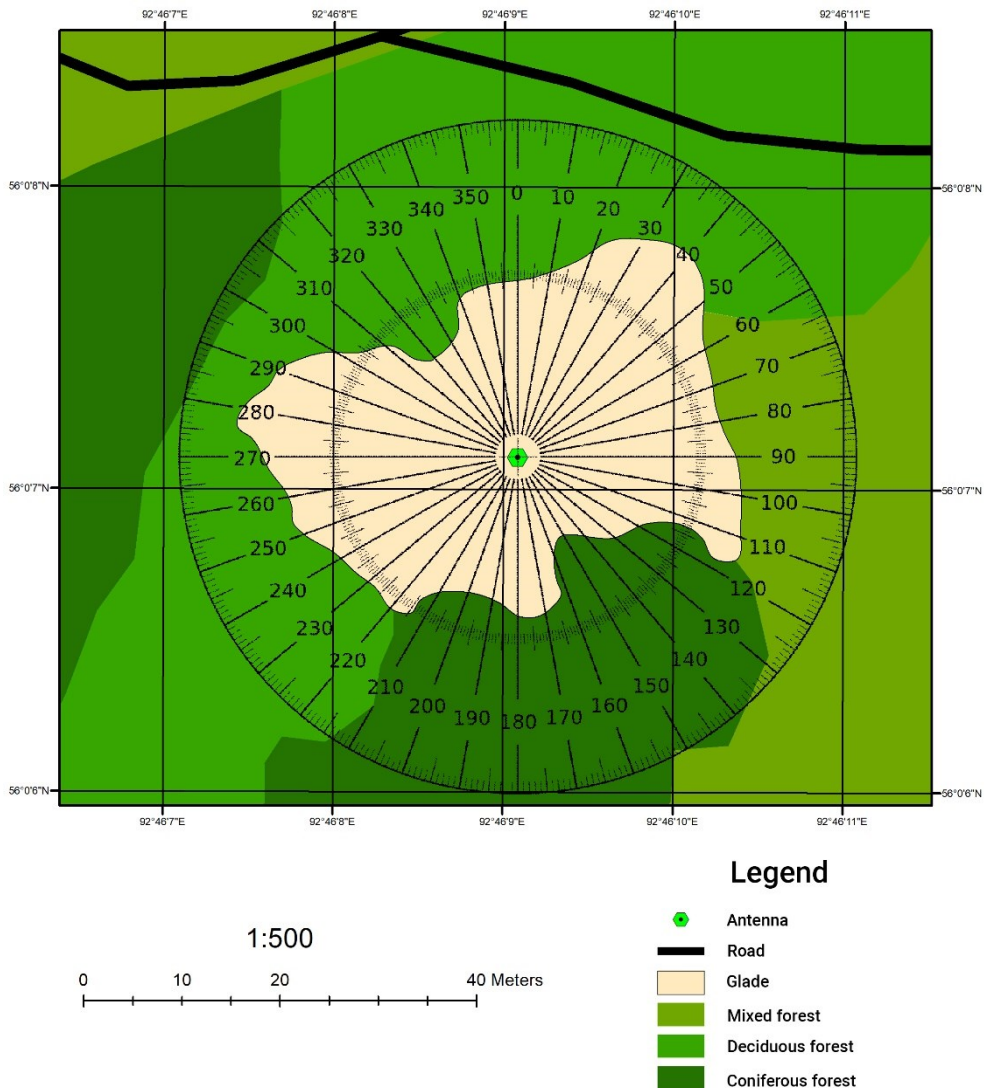 92°46'7"E 92°46'8"E 92°46'9"E 92°46'10"E 92°46'11"E
56°0'8"N 56°0'8"N
350 0 10
340 20
330 30
320 40
310 50
300 60
290 70
280 80
270 90
56°0'7"N 56°0'7"N
260 100
250 110
240 120
230 130
220 140
210 150
200 160
190 180 170
56°0'6"N 56°0'6"N
92°46'7"E 92°46'8"E 92°46'9"E 92°46'10"E 92°46'11"E
Legend
Antenna
1:500
Road
0 10 20 40 Meters
Glade
Mixed forest
Deciduous forest
Coniferous forest